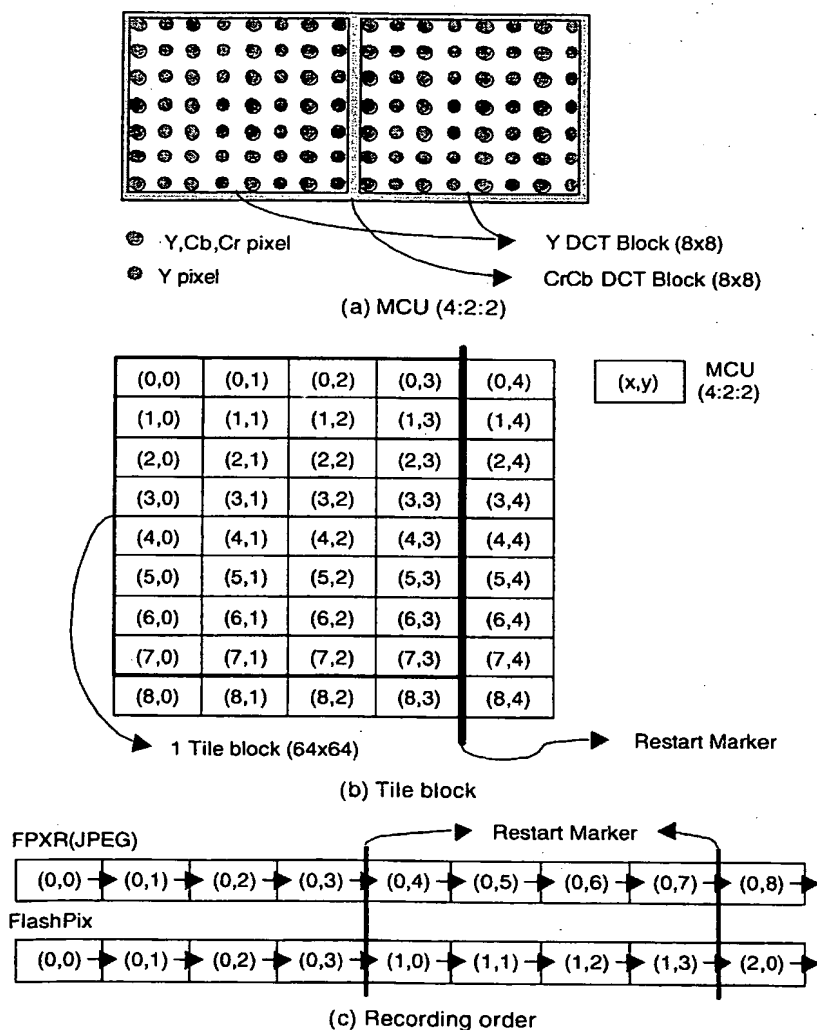 Y,Cb,Cr pixel
Y pixel
Y DCT Block (8x8)
CrCb DCT Block (8x8)
(a) MCU (4:2:2)
(0,0) (0,1) (0,2) (0,3) (0,4)
(1,0) (1,1) (1,2) (1,3) (1,4)
(2,0) (2,1) (2,2) (2,3) (2,4)
(3,0) (3,1) (3,2) (3,3) (3,4)
(4,0) (4,1) (4,2) (4,3) (4,4)
(5,0) (5,1) (5,2) (5,3) (5,4)
(6,0) (6,1) (6,2) (6,3) (6,4)
(7,0) (7,1) (7,2) (7,3) (7,4)
(8,0) (8,1) (8,2) (8,3) (8,4)
(x,y)
MCU
(4:2:2)
1 Tile block (64x64)
Restart Marker
(b) Tile block
FPXR(JPEG)
Restart Marker
(0,0) (0,1) (0,2) (0,3) (0,4) (0,5) (0,6) (0,7) (0,8)
FlashPix
(0,0) (0,1) (0,2) (0,3) (1,0) (1,1) (1,2) (1,3) (2,0)
(c) Recording order